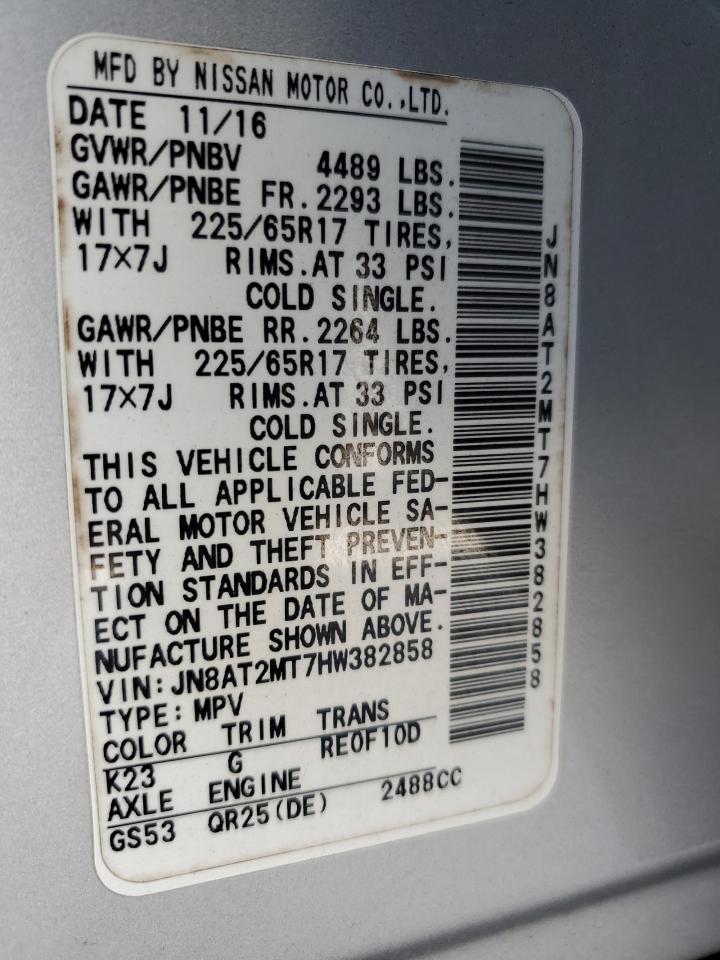 MFD BY NISSAN MOTOR CO.,LTD.
DATE 11/16
GVWR/PNBV 4489 LBS.
GAWR/PNBE FR.2293 LBS.
WITH 225/65R17 TIRES,
17×7J RIMS.AT 33 PSI
COLD SINGLE.
GAWR/PNBE RR.2264 LBS.
WITH 225/65R17 TIRES,
17×7J RIMS.AT 33 PSI
COLD SINGLE.
THIS VEHICLE CONFORMS
TO ALL APPLICABLE FED-
ERAL MOTOR VEHICLE SA-
FETY AND THEFT PREVEN-
TION STANDARDS IN EFF-
ECT ON THE DATE OF MA-
NUFACTURE SHOWN ABOVE.
VIN:JN8AT2MT7HW382858
TYPE:MPV
COLOR TRIM TRANS
K23 G RE0F10D
AXLE ENGINE
GS53 QR25(DE) 2488CC
JN8AT2MT7HW382858